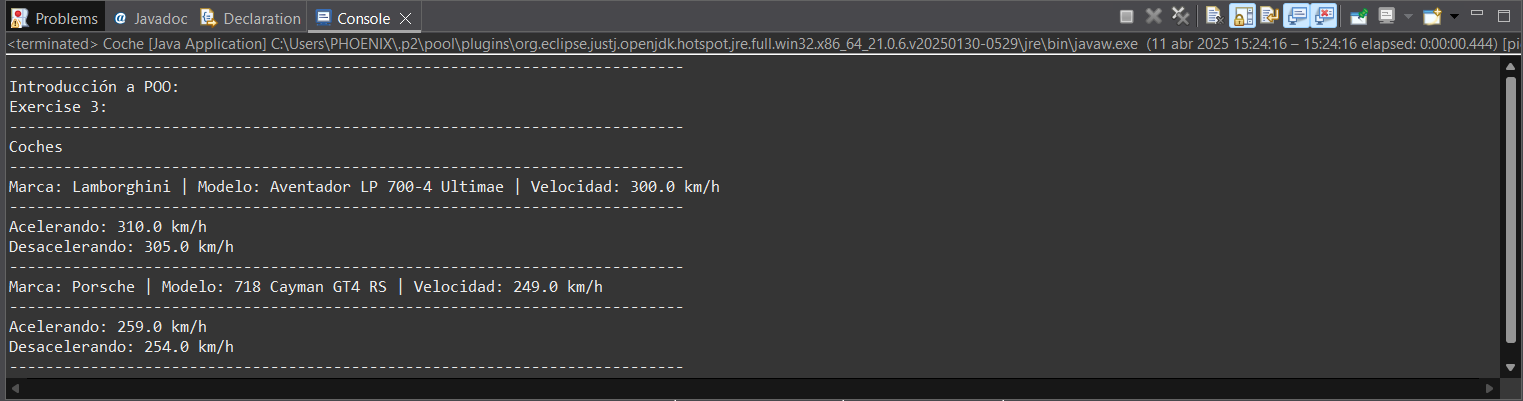 Problems @ Javadoc Declaration Console
<terminated> Coche [Java Application] C:\Users\PHOENIX\.p2\pool\plugins\org.eclipse.justj.openjdk.hotspot.jre.full.win32.x86_64_21.0.6.v20250130-0529\jre\bin\javaw.exe (11 abr 2025 15:24:16 – 15:24:16 elapsed: 0:00:00.444) [pi
---------------------------------------------------------------------------
Introducción a POO:
Exercise 3:
---------------------------------------------------------------------------
Coches
---------------------------------------------------------------------------
Marca: Lamborghini | Modelo: Aventador LP 700-4 Ultimae | Velocidad: 300.0 km/h
---------------------------------------------------------------------------
Acelerando: 310.0 km/h
Desacelerando: 305.0 km/h
---------------------------------------------------------------------------
Marca: Porsche | Modelo: 718 Cayman GT4 RS | Velocidad: 249.0 km/h
---------------------------------------------------------------------------
Acelerando: 259.0 km/h
Desacelerando: 254.0 km/h
---------------------------------------------------------------------------